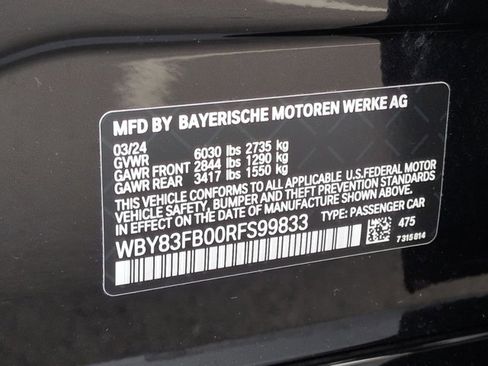 MFD BY BAYERISCHE MOTOREN WERKE AG
03/24
GVWR 6030 lbs 2735 kg
GAWR FRONT 2844 lbs 1290 kg
GAWR REAR 3417 lbs 1550 kg
THIS VEHICLE CONFORMS TO ALL APPLICABLE U.S.FEDERAL MOTOR
VEHICLE SAFETY, BUMPER, AND THEFT PREVENTION STANDARDS
IN EFFECT ON THE DATE OF MANUFACTURE SHOWN ABOVE.
WBY83FB00RFS99833 TYPE: PASSENGER CAR
475
7315814